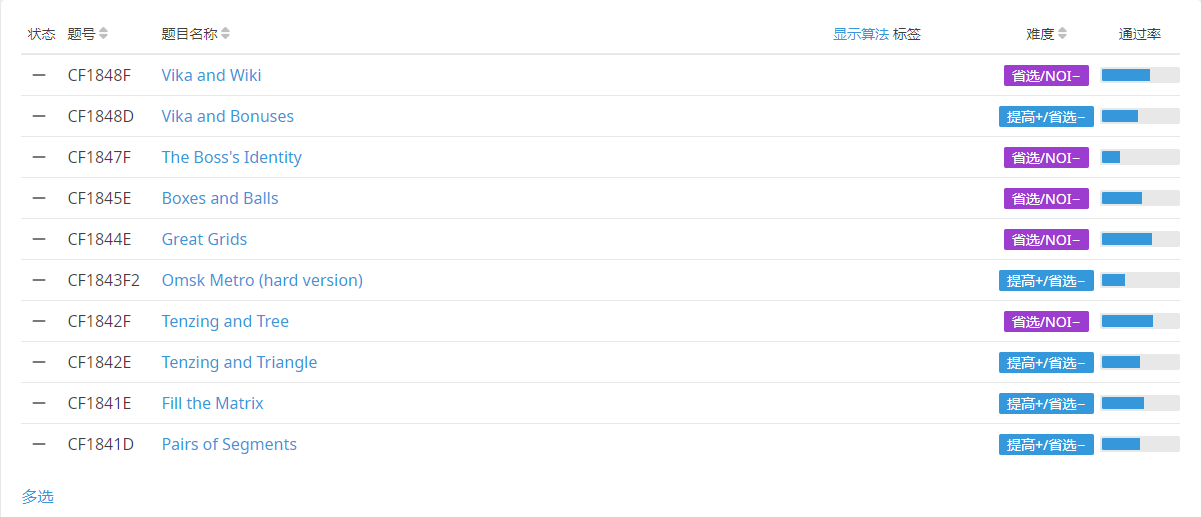 状态 题号 题目名称 显示算法 标签 难度 通过率
— CF1848F Vika and Wiki 省选/NOI−
— CF1848D Vika and Bonuses 提高+/省选−
— CF1847F The Boss's Identity 省选/NOI−
— CF1845E Boxes and Balls 省选/NOI−
— CF1844E Great Grids 省选/NOI−
— CF1843F2 Omsk Metro (hard version) 提高+/省选−
— CF1842F Tenzing and Tree 省选/NOI−
— CF1842E Tenzing and Triangle 提高+/省选−
— CF1841E Fill the Matrix 提高+/省选−
— CF1841D Pairs of Segments 提高+/省选−
多选